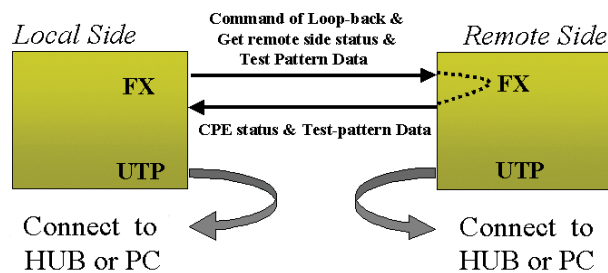 Command of Loop-back &
Get remote side status &
Test Pattern Data
Local Side
Remote Side
FX
FX
CPE status & Test-pattern Data
UTP
UTP
Connect to
HUB or PC
Connect to
HUB or PC